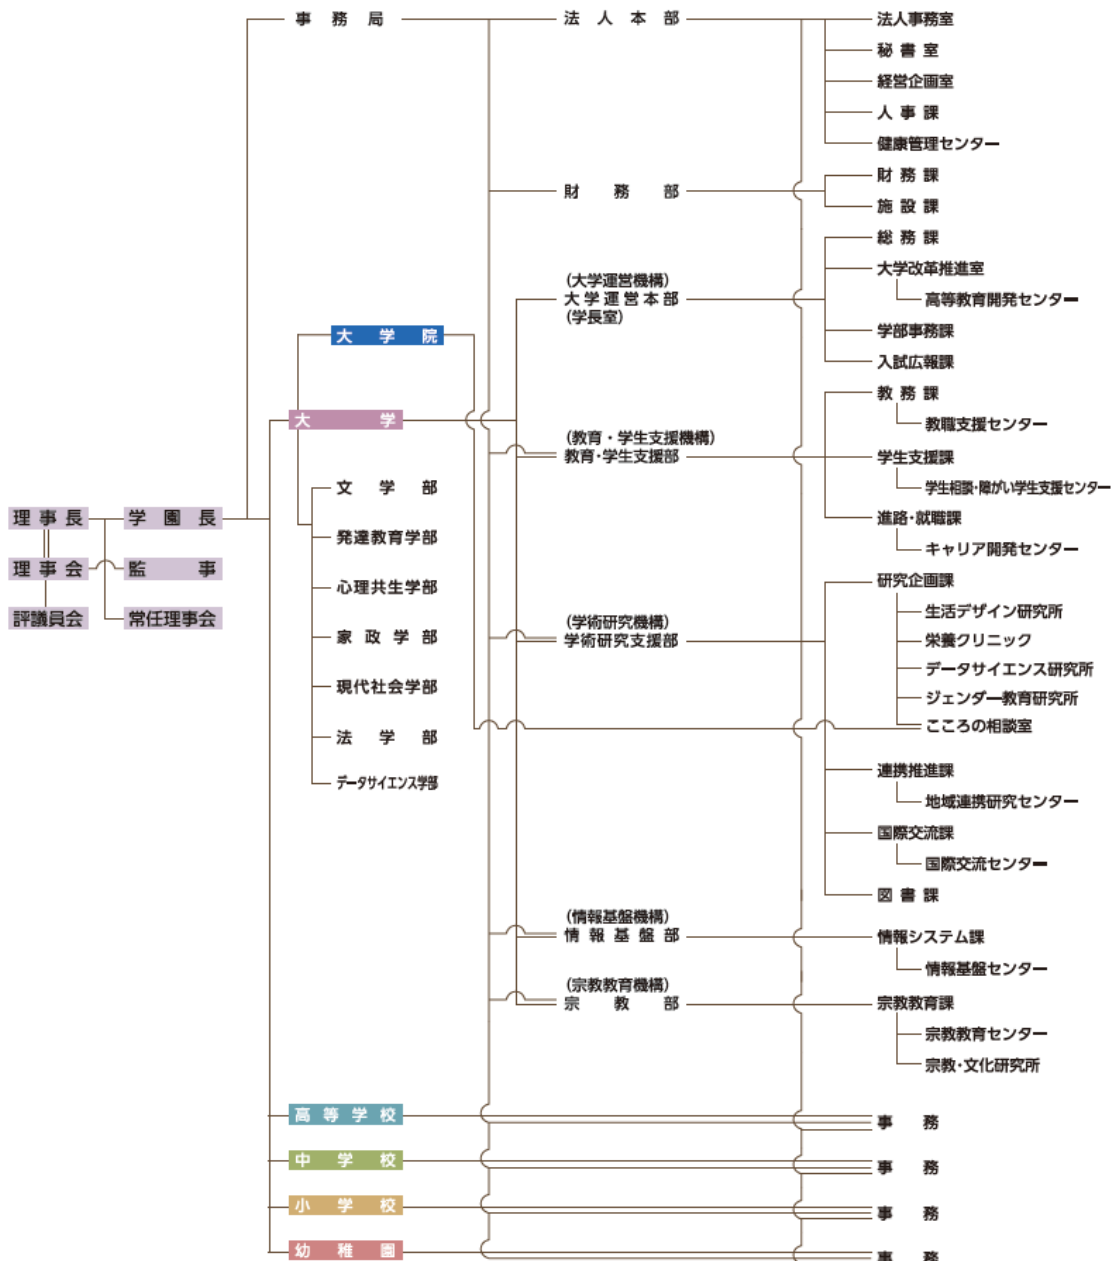 事務局
法人本部
法人事務室
秘書室
経営企画室
人事課
健康管理センター
財務部
財務課
施設課
(大学運営機構)
大学運営本部
(学長室)
総務課
大学改革推進室
高等教育開発センター
学部事務課
入試広報課
大学院
大学
(教育・学生支援機構)
教育・学生支援部
教務課
教職支援センター
学生支援課
学生相談・障がい学生支援センター
進路・就職課
キャリア開発センター
文学部
発達教育学部
心理共生学部
家政学部
現代社会学部
法学部
データサイエンス学部
理事長
学園長
理事会
監事
評議員会
常任理事会
(学術研究機構)
学術研究支援部
研究企画課
生活デザイン研究所
栄養クリニック
データサイエンス研究所
ジェンダー教育研究所
こころの相談室
連携推進課
地域連携研究センター
国際交流課
国際交流センター
図書課
(情報基盤機構)
情報基盤部
情報システム課
情報基盤センター
(宗教教育機構)
宗教部
宗教教育課
宗教教育センター
宗教・文化研究所
高等学校
事務
中学校
事務
小学校
事務
幼稚園
事務